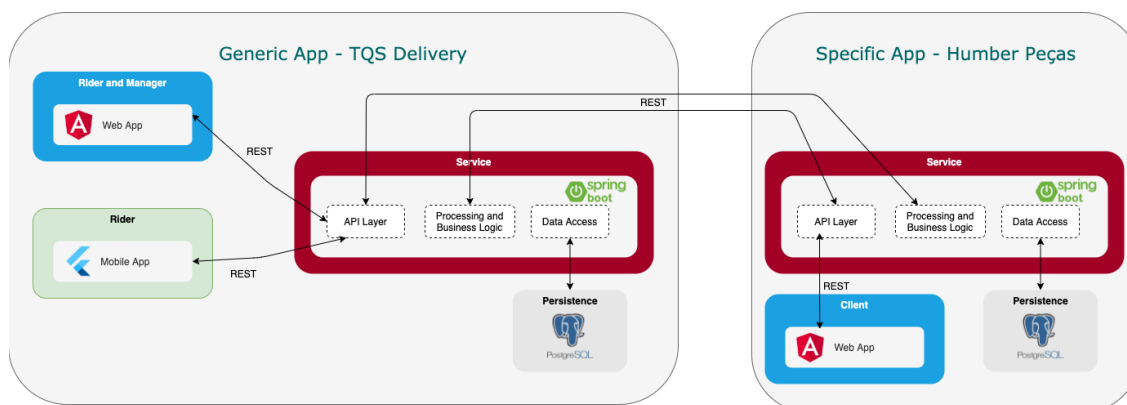 Generic App - TQS Delivery
Specific App - Humber Peças
Rider and Manager
Web App
REST
REST
Service
spring
boot
API Layer
Processing and
Business Logic
Data Access
Rider
Mobile App
REST
Persistence
PostgreSQL
Service
spring
boot
API Layer
Processing and
Business Logic
Data Access
REST
Client
Web App
Persistence
PostgreSQL